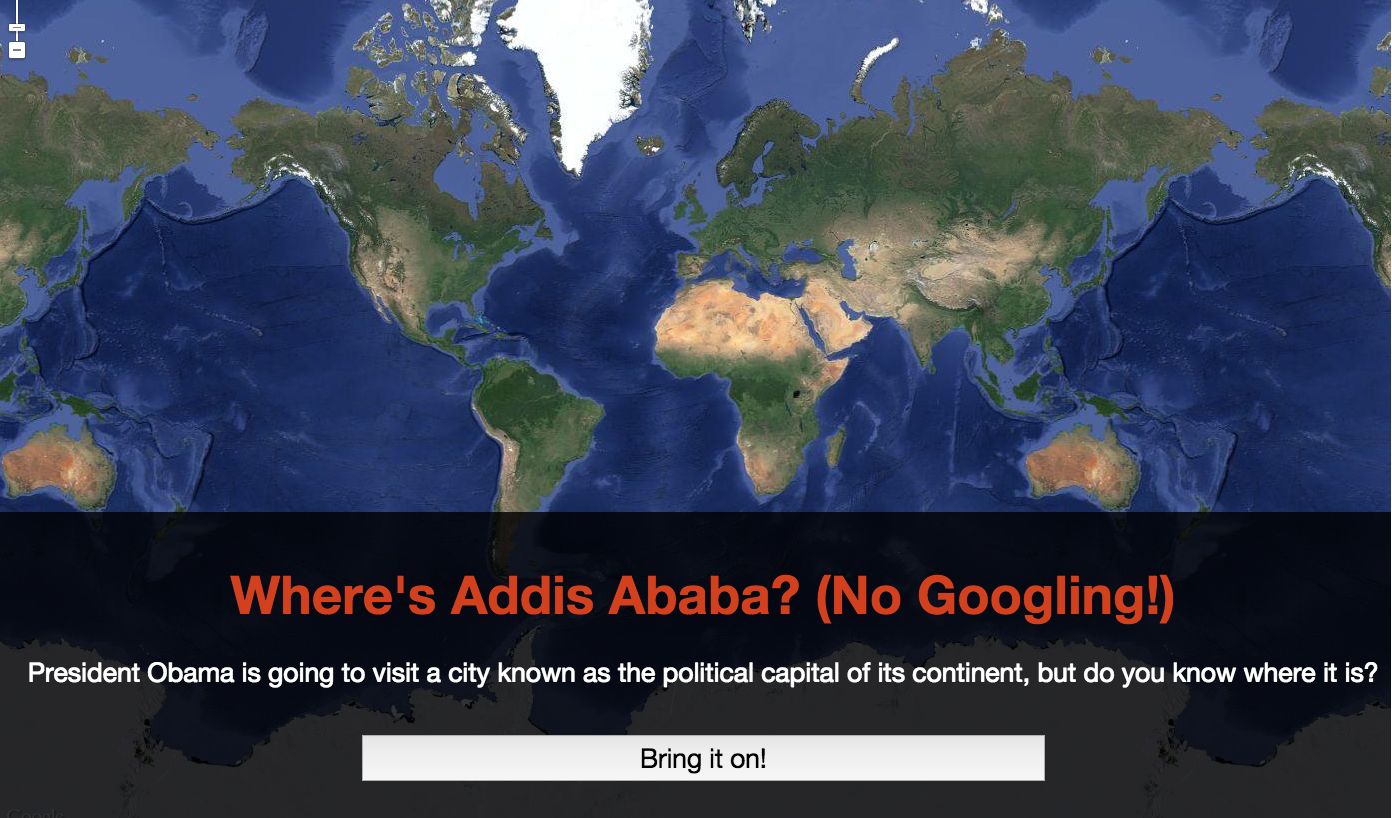 Where's Addis Ababa? (No Googling!)
President Obama is going to visit a city known as the political capital of its continent, but do you know where it is?
Bring it on!
Google